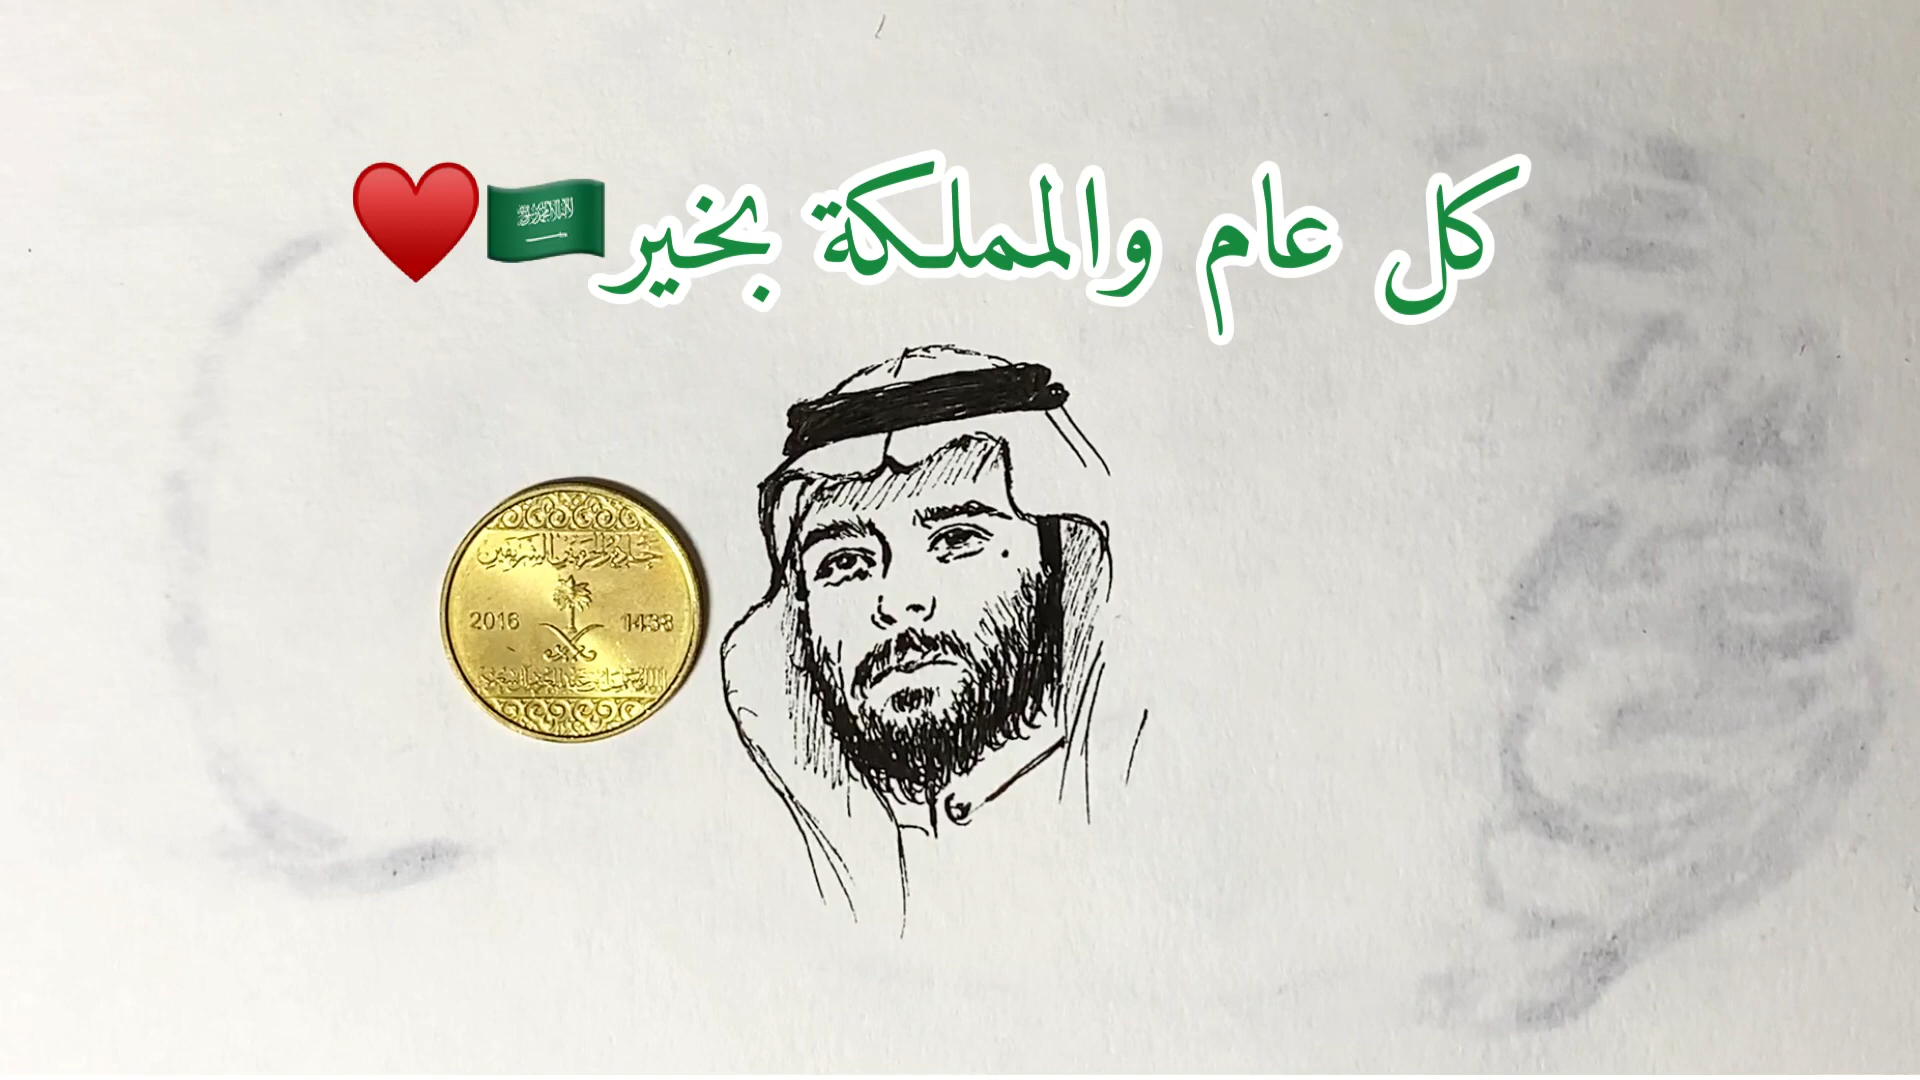 كل عام والمملكة بخير🇸🇦♥️
خادم الحرمين الشريفين
2016 1438